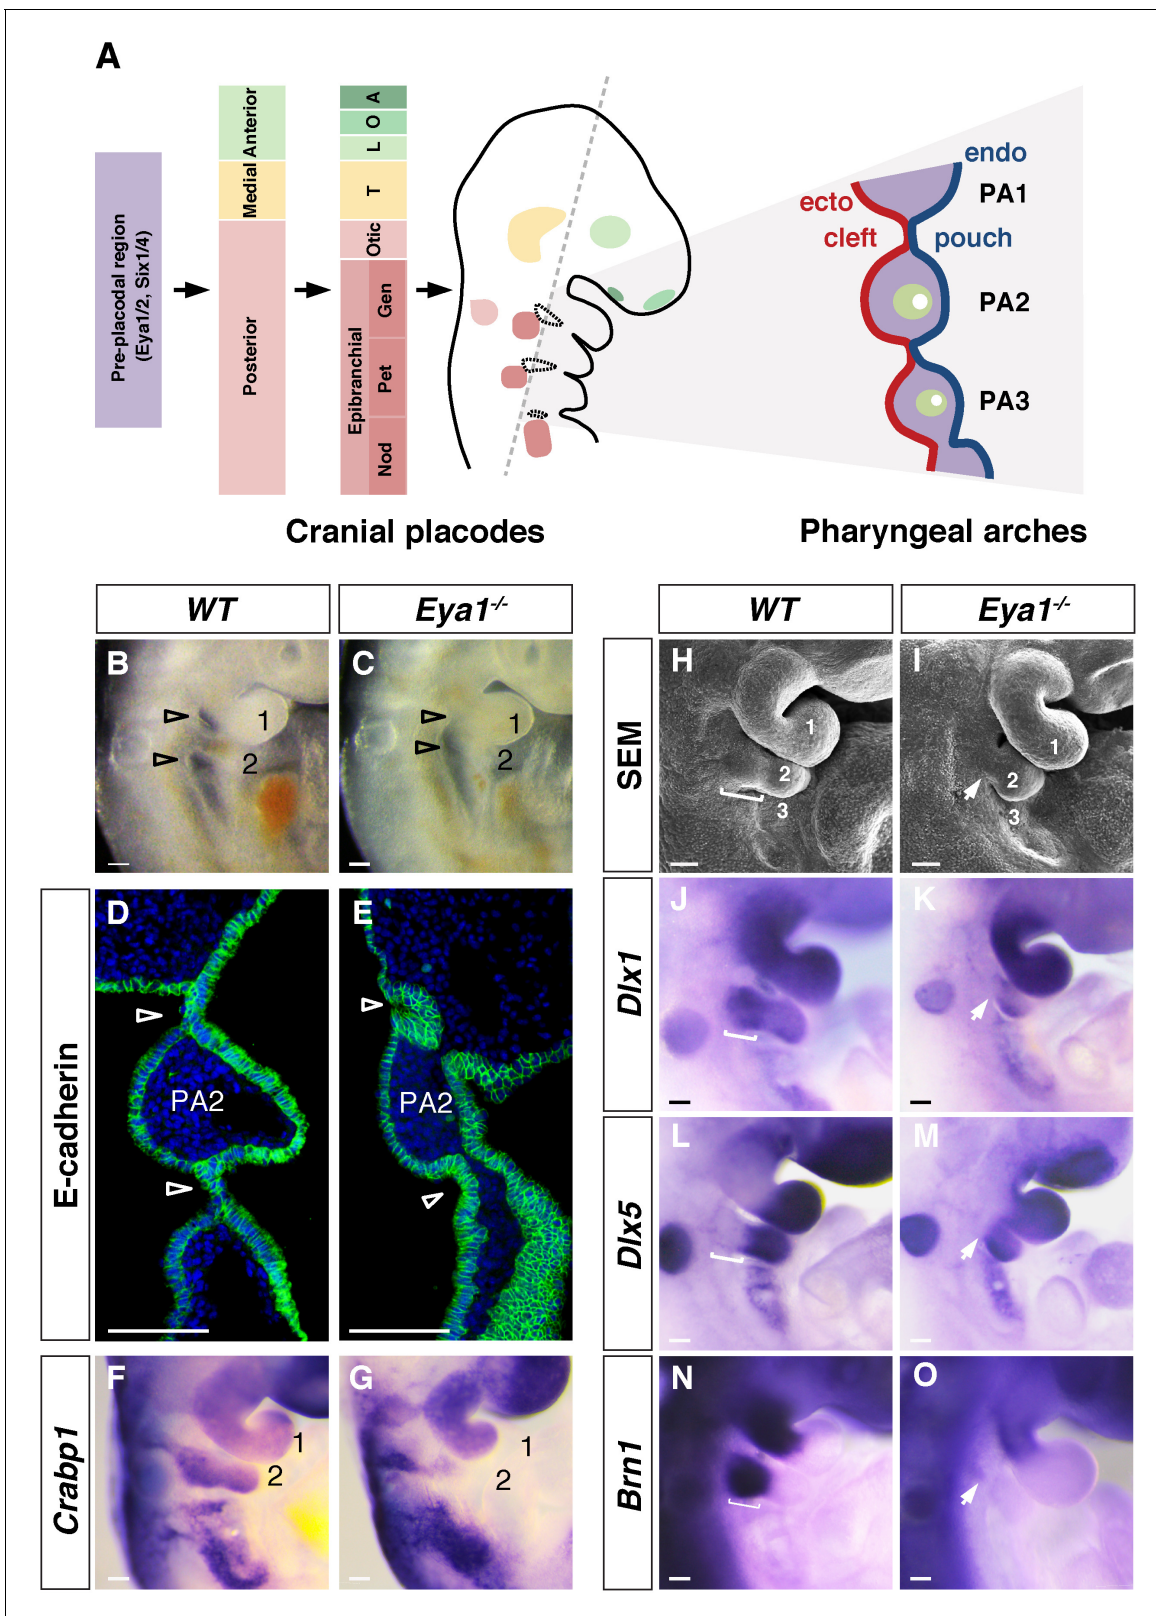 A
Pre-placodal region
(Eya1/2, Six1/4)
Anterior
Medial
Posterior
A
O
L
T
Otic
Epibranchial
Gen
Pet
Nod
endo
PA1
ecto
cleft
pouch
PA2
PA3
Cranial placodes
Pharyngeal arches
WT
Eya1-/-
WT
Eya1-/-
B
1
2
C
1
2
SEM
H
1
2
3
I
1
2
3
E-cadherin
D
PA2
E
PA2
Dlx1
J
K
Dlx5
L
M
Crabp1
F
1
2
G
1
2
Brn1
N
O